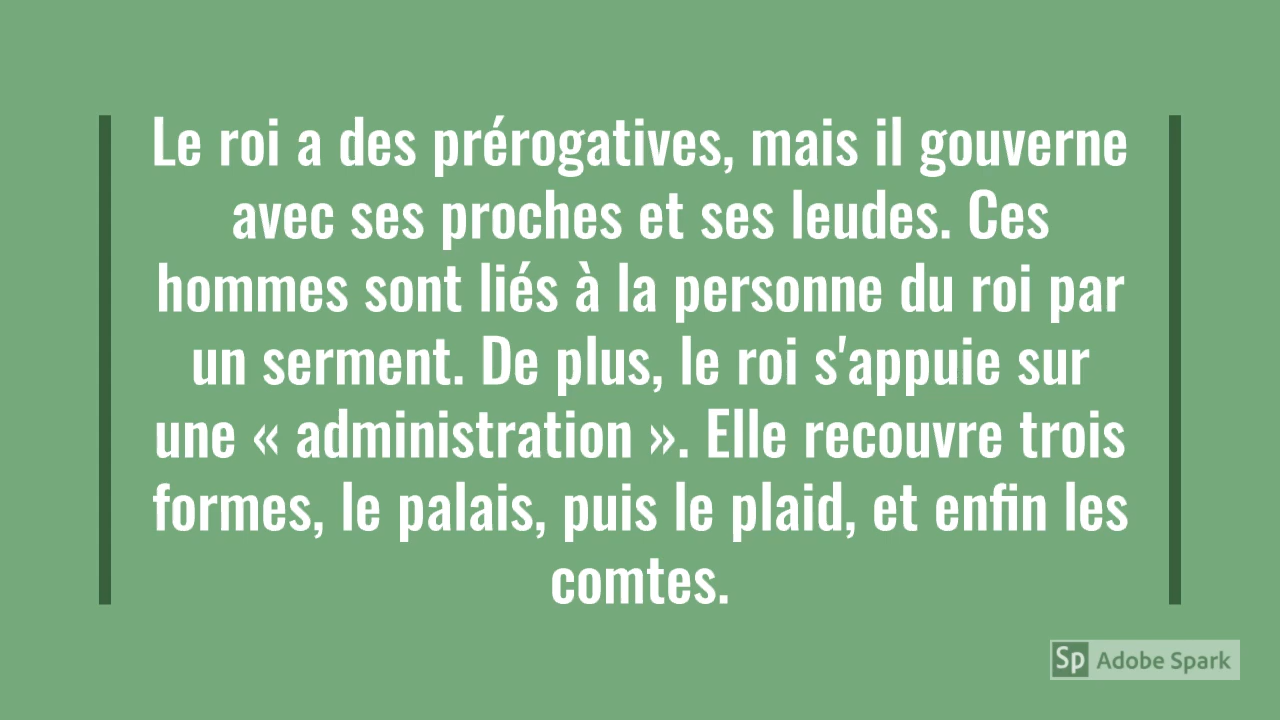 Le roi a des prérogatives, mais il gouverne
avec ses proches et ses leudes. Ces
hommes sont liés à la personne du roi par
un serment. De plus, le roi s'appuie sur
une « administration ». Elle recouvre trois
formes, le palais, puis le plaid, et enfin les
comtes.
Sp Adobe Spark